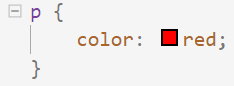 p {
    color: red;
}